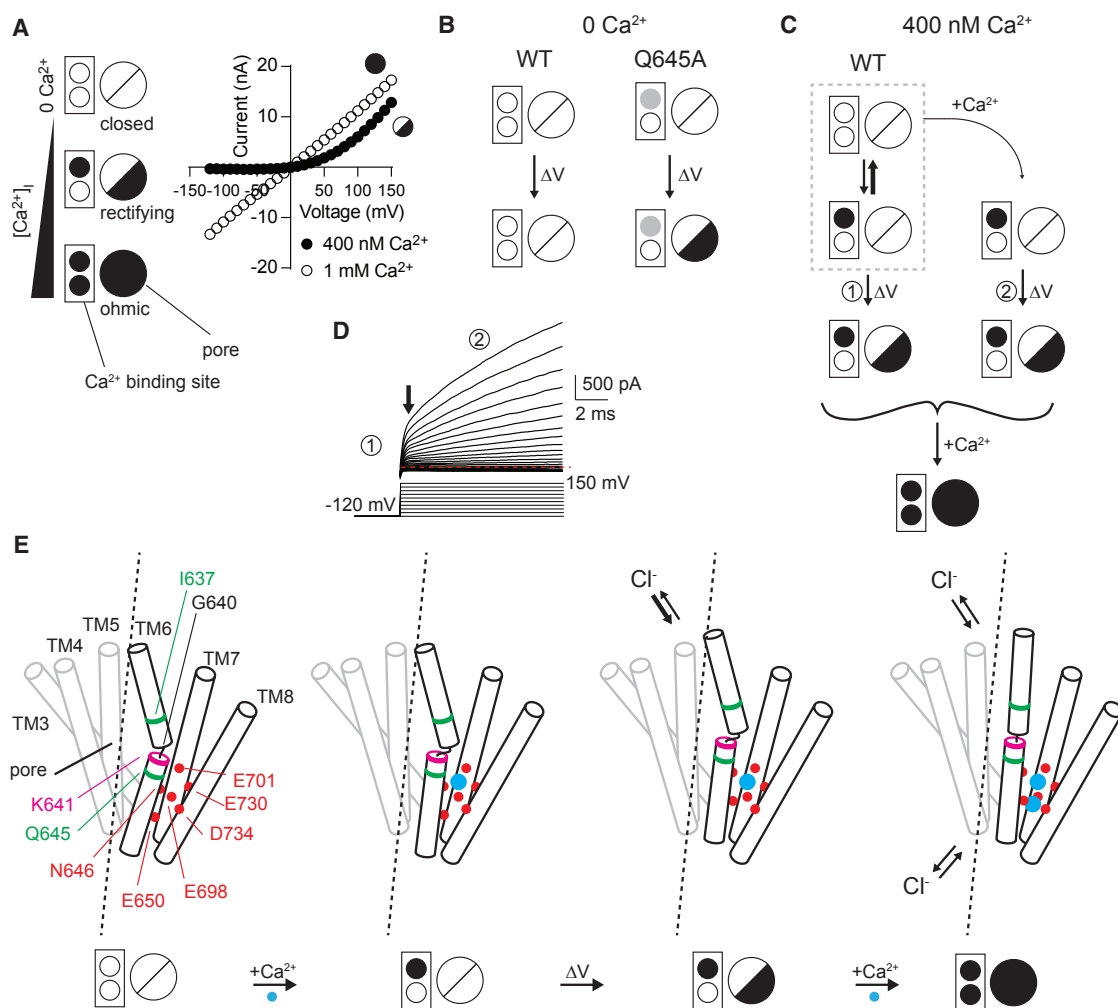 A
0 Ca²⁺
[Ca²⁺]ᵢ
closed
rectifying
ohmic
pore
Ca²⁺ binding site
Current (nA)
20
10
-10
-20
-150
-50
50
100
150
Voltage (mV)
400 nM Ca²⁺
1 mM Ca²⁺
B
0 Ca²⁺
WT
Q645A
ΔV
ΔV
C
400 nM Ca²⁺
WT
+Ca²⁺
① ΔV
② ΔV
+Ca²⁺
D
①
②
500 pA
2 ms
150 mV
-120 mV
E
I637
G640
TM3
TM4
TM5
TM6
TM7
TM8
pore
K641
Q645
N646
E650
E698
E701
E730
D734
Cl⁻
Cl⁻
Cl⁻
+Ca²⁺
ΔV
+Ca²⁺